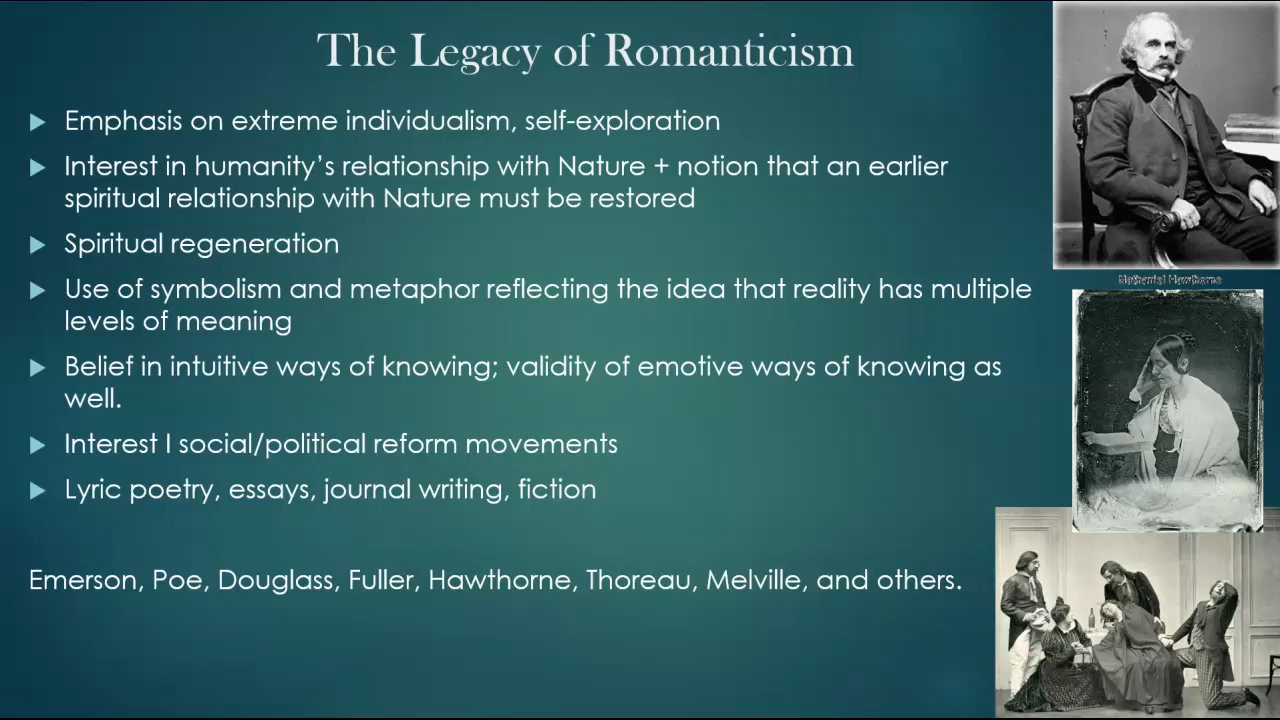 The Legacy of Romanticism
Emphasis on extreme individualism, self-exploration
Interest in humanity's relationship with Nature + notion that an earlier
spiritual relationship with Nature must be restored
Spiritual regeneration
Use of symbolism and metaphor reflecting the idea that reality has multiple
levels of meaning
Belief in intuitive ways of knowing; validity of emotive ways of knowing as
well.
Interest I social/political reform movements
Lyric poetry, essays, journal writing, fiction
Emerson, Poe, Douglass, Fuller, Hawthorne, Thoreau, Melville, and others.
Hawthorne